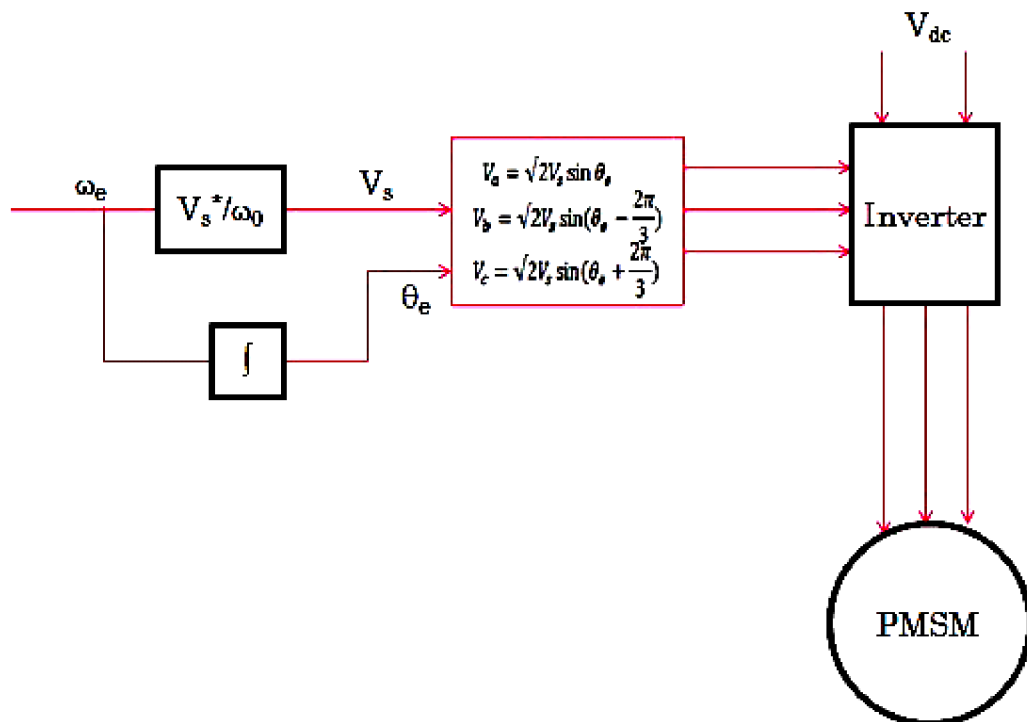 V_dc
ω_e
V_s*/ω_0
V_s
V_a = √2V_s sin θ_e
V_b = √2V_s sin(θ_e − 2π/3)
V_c = √2V_s sin(θ_e + 2π/3)
Inverter
θ_e
∫
PMSM